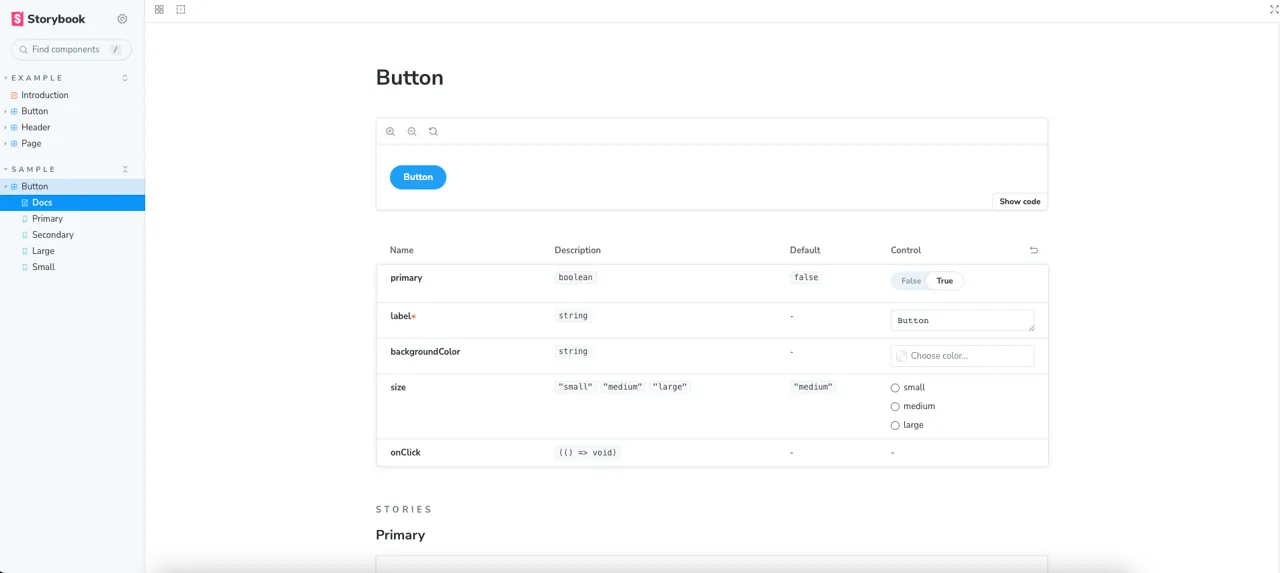 Storybook
Find components /
EXAMPLE
Introduction
Button
Header
Page
SAMPLE
Button
Docs
Primary
Secondary
Large
Small
Button
Button
Show code
Name Description Default Control
primary boolean false False True
label* string - Button
backgroundColor string - Choose color...
size "small" "medium" "large" "medium" small
medium
large
onClick (() => void) - -
STORIES
Primary